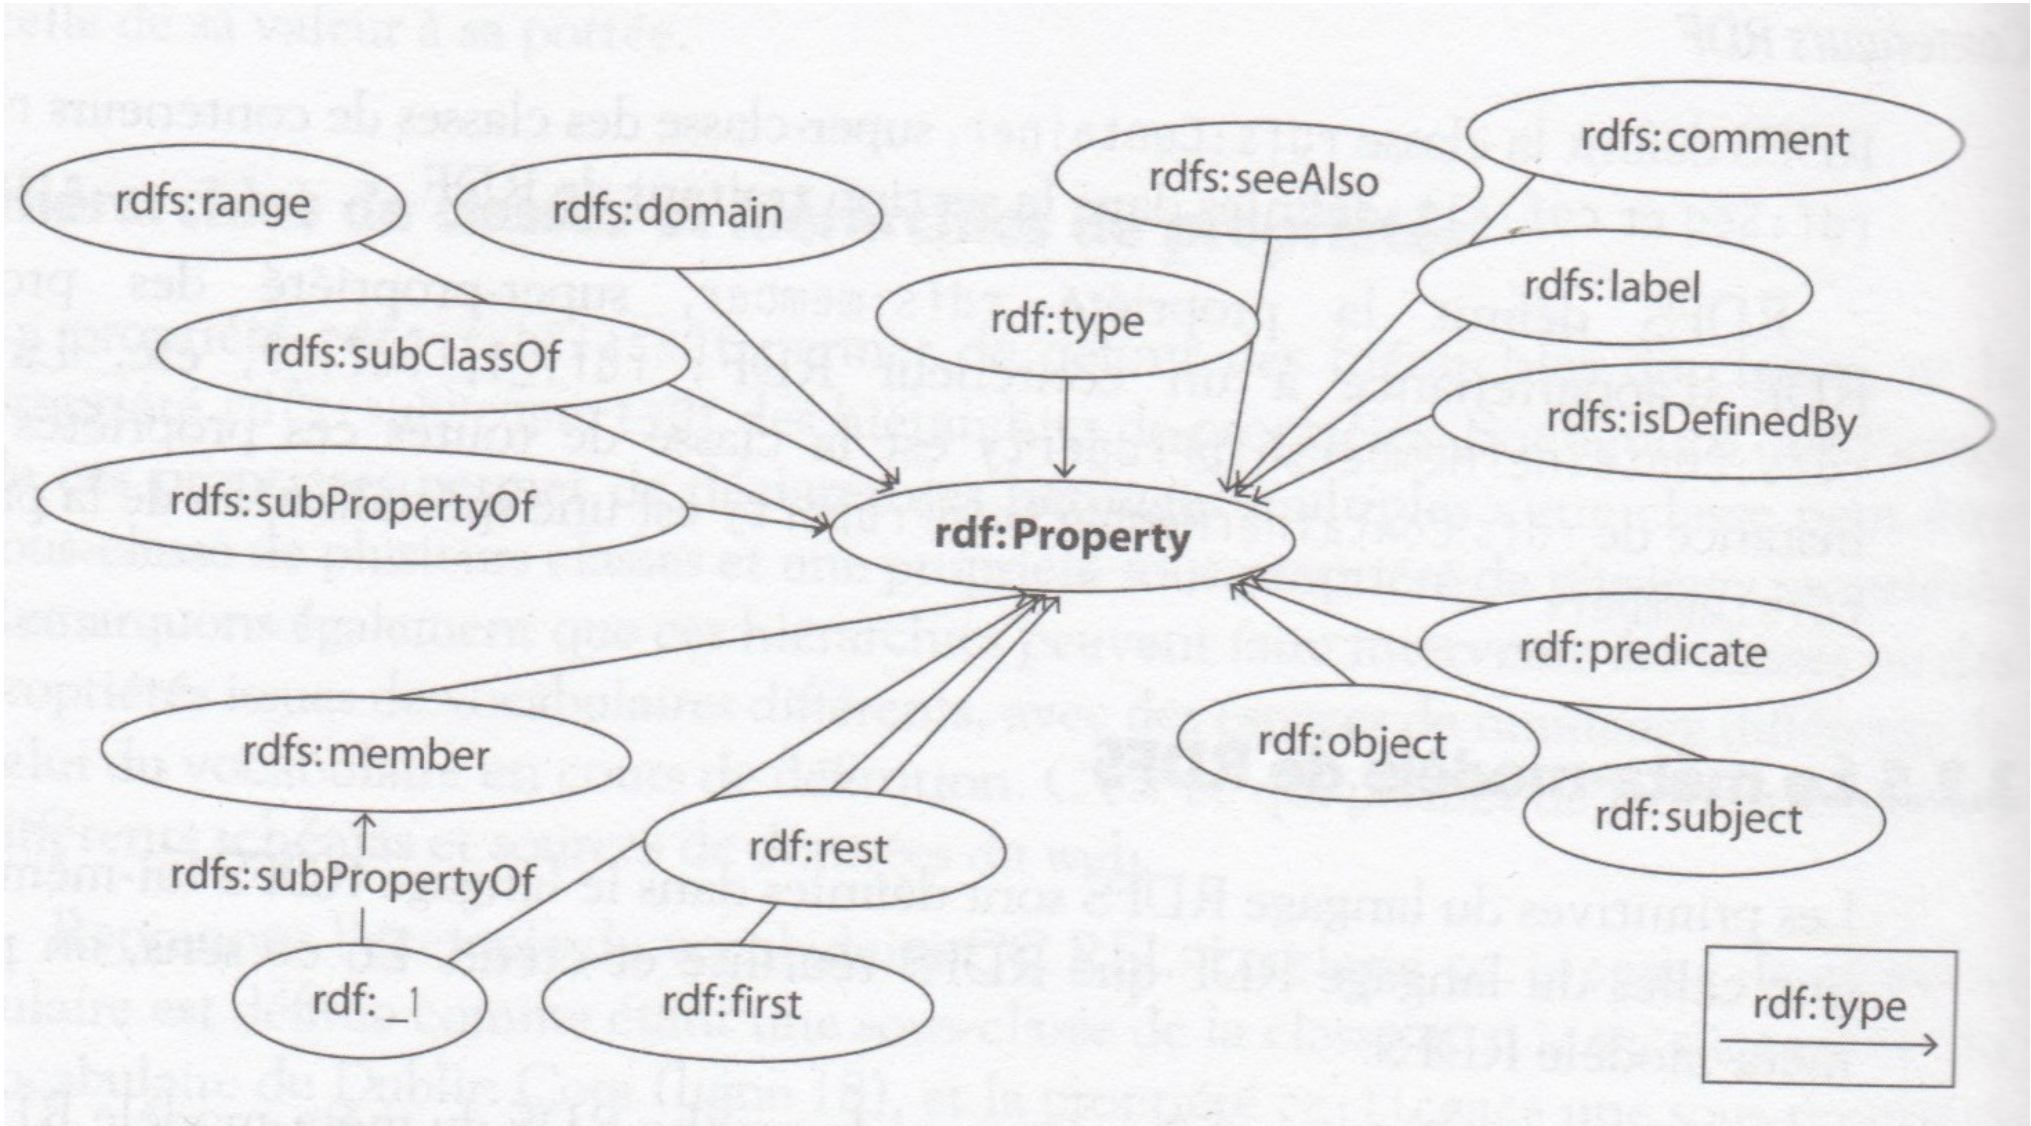 rdfs:comment
rdfs:seeAlso
rdfs:range
rdfs:domain
rdfs:label
rdf:type
rdfs:subClassOf
rdfs:isDefinedBy
rdfs:subPropertyOf
rdf:Property
rdf:predicate
rdf:object
rdfs:member
rdf:subject
rdf:rest
rdfs:subPropertyOf
rdf:_1
rdf:first
rdf:type